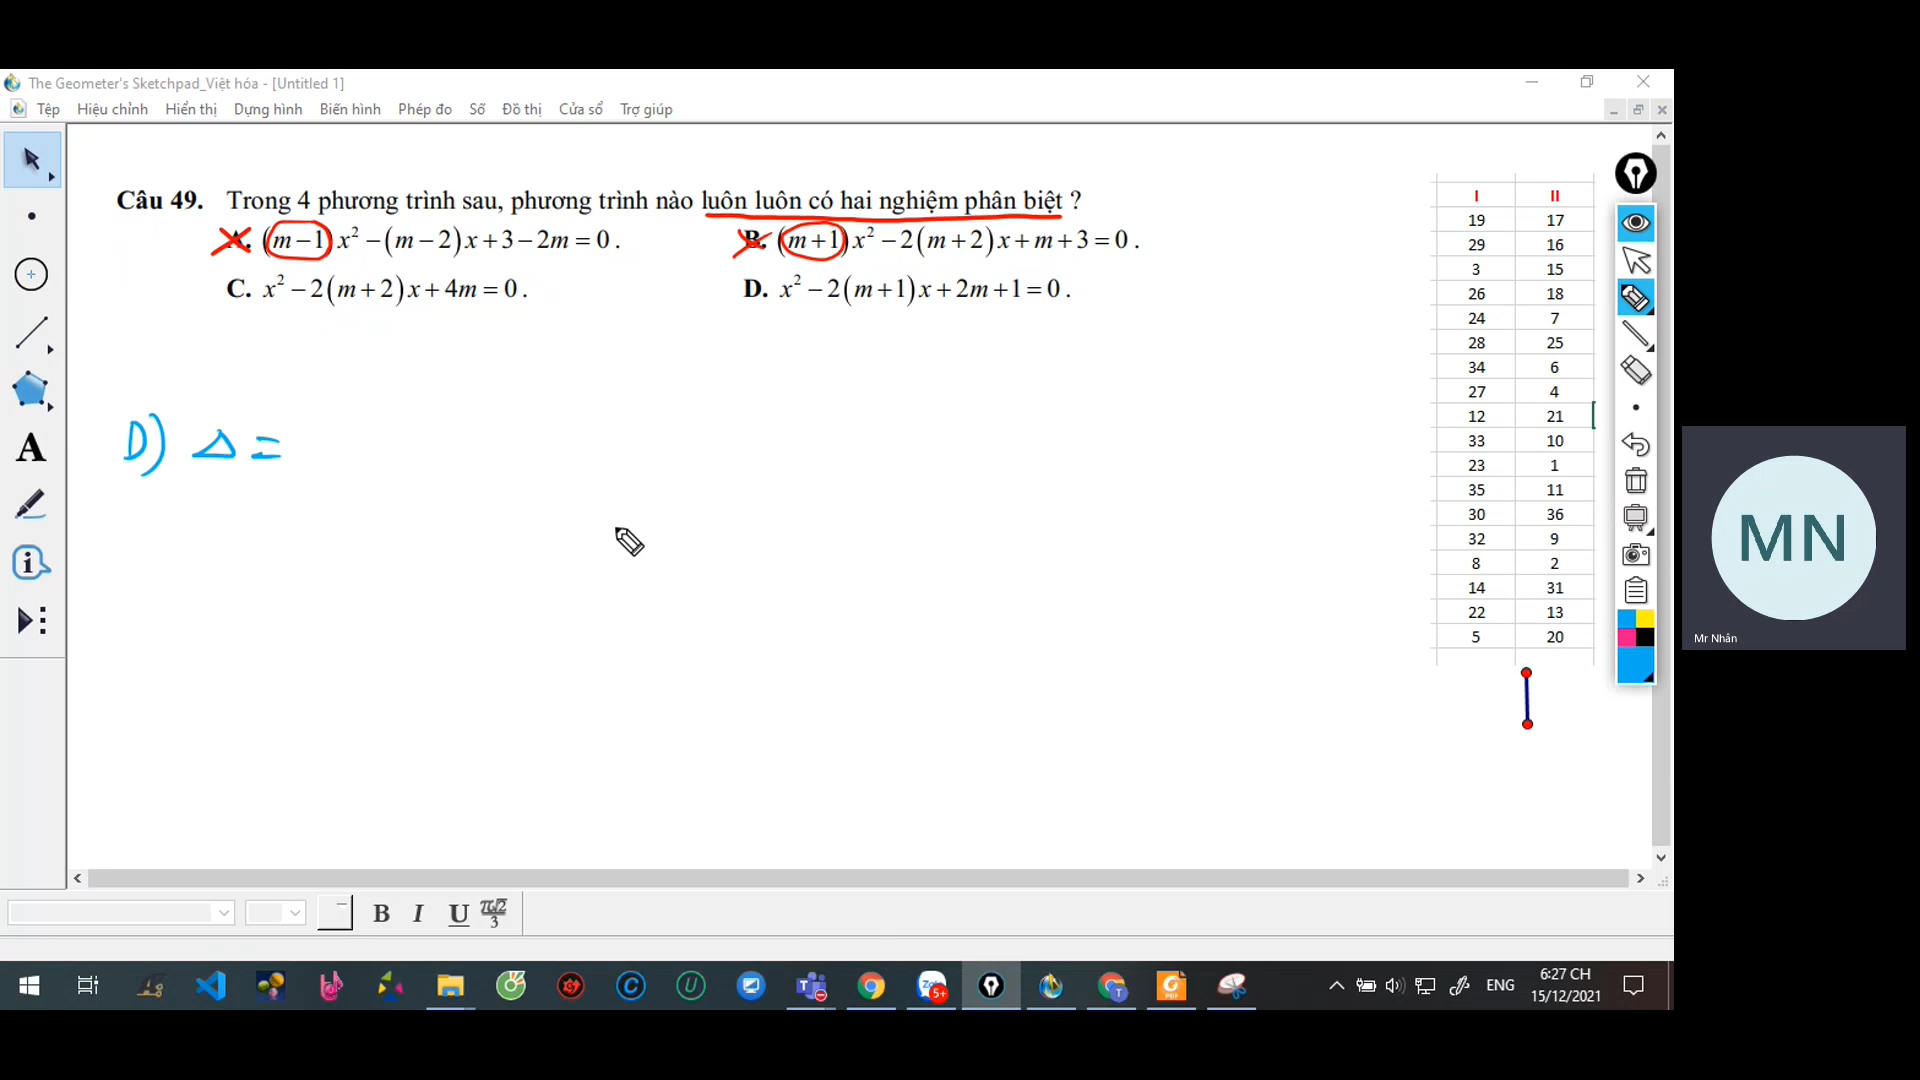 The Geometer's Sketchpad_Việt hóa - [Untitled 1]
Tệp Hiệu chỉnh Hiển thị Dựng hình Biến hình Phép đo Số Đồ thị Cửa sổ Trợ giúp
Câu 49. Trong 4 phương trình sau, phương trình nào luôn luôn có hai nghiệm phân biệt ?
A. (m−1)x²−(m−2)x+3−2m=0. B. (m+1)x²−2(m+2)x+m+3=0.
C. x²−2(m+2)x+4m=0. D. x²−2(m+1)x+2m+1=0.
D) Δ =
I II
19 17
29 16
3 15
26 18
24 7
28 25
34 6
27 4
12 21
33 10
23 1
35 11
30 36
32 9
8 2
14 31
22 13
5 20
A
MN
Mr Nhân
B I U π√2/3
5+
T
ENG
6:27 CH
15/12/2021